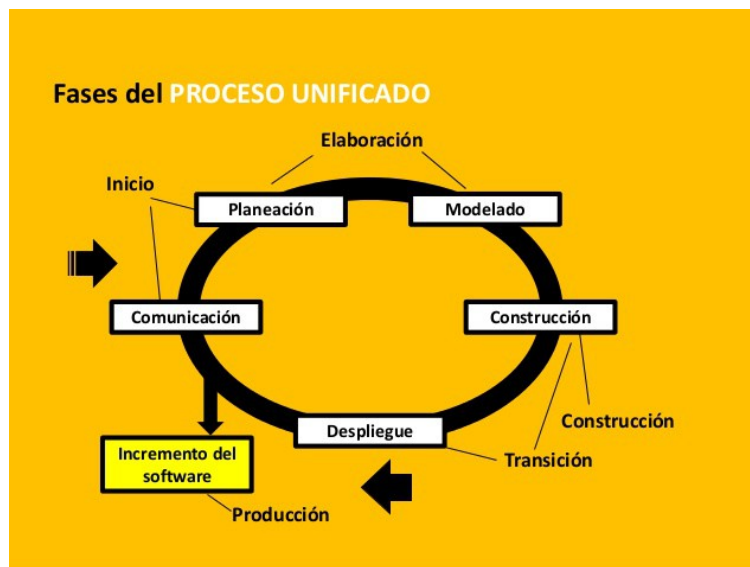 Fases del PROCESO UNIFICADO
Elaboración
Inicio
Planeación
Modelado
Comunicación
Construcción
Construcción
Despliegue
Transición
Incremento del
software
Producción